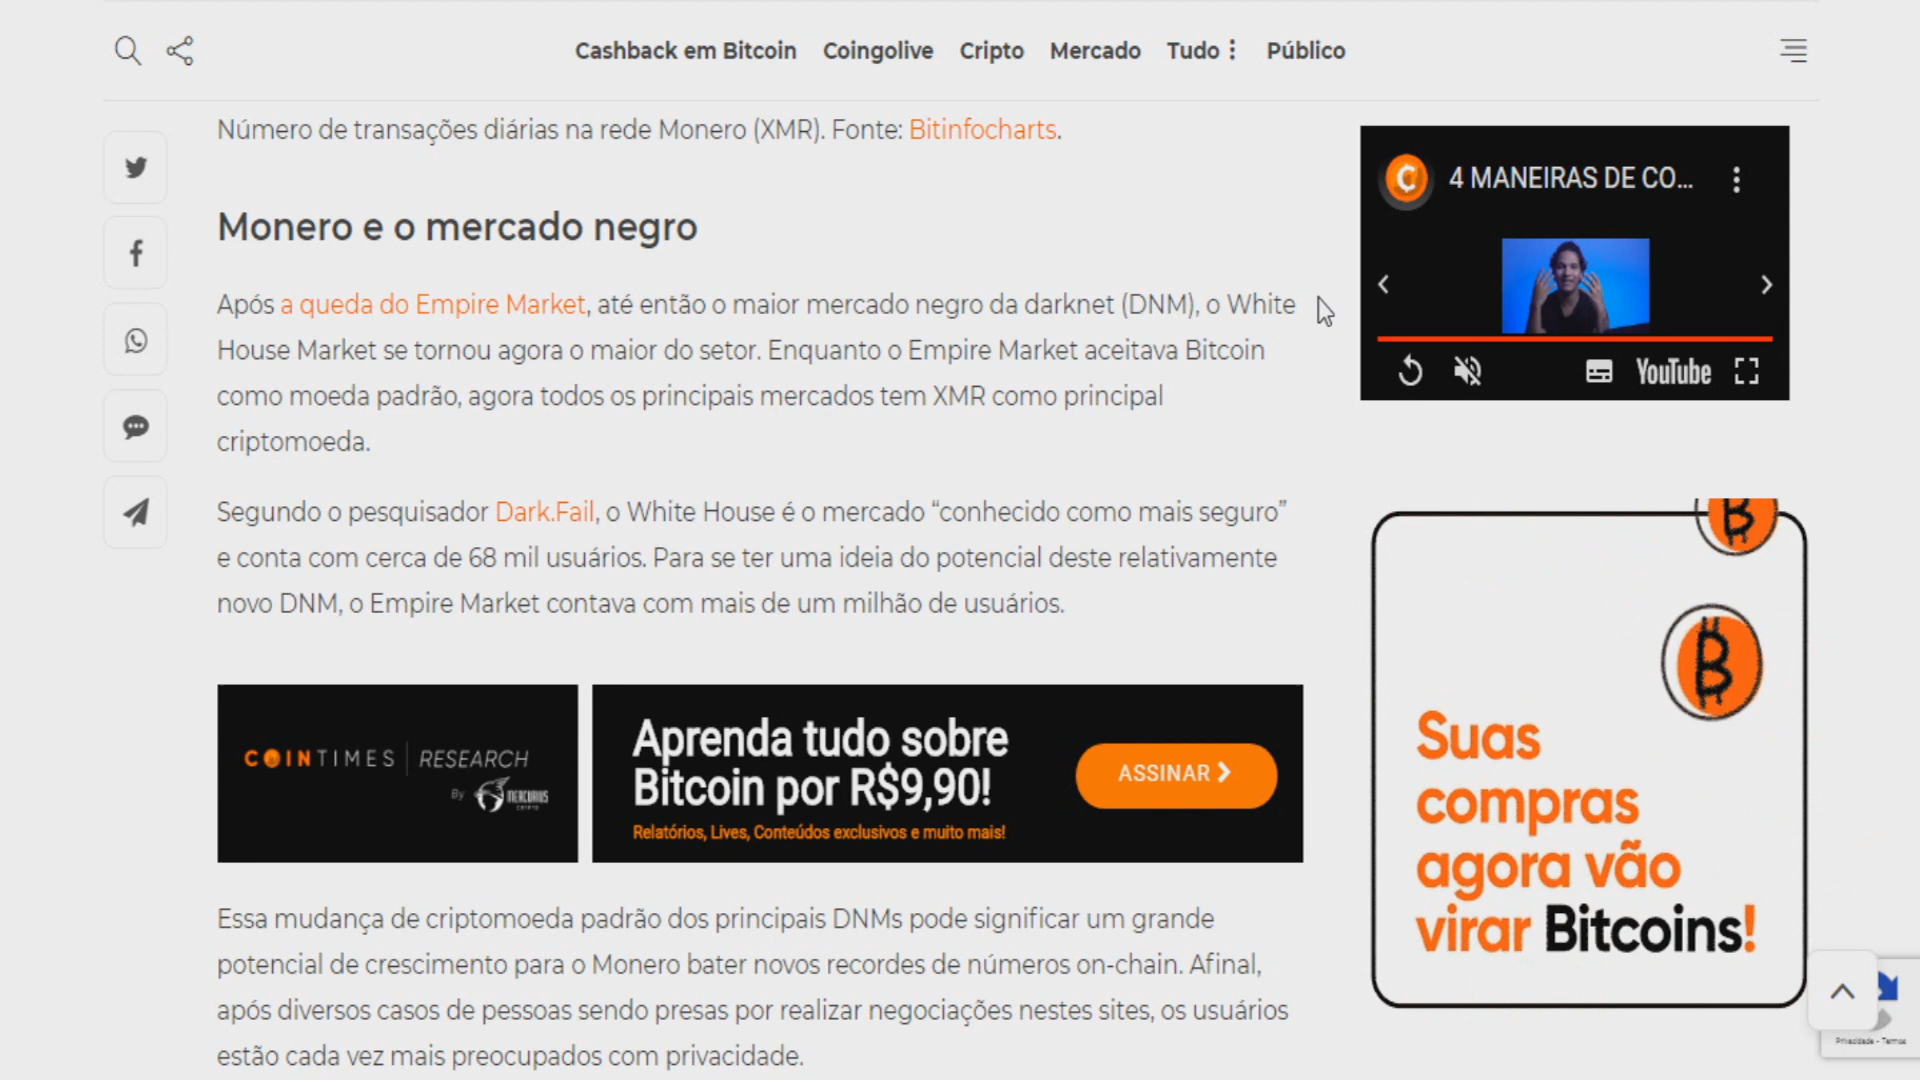 Cashback em Bitcoin Coingolive Cripto Mercado Tudo Público
Número de transações diárias na rede Monero (XMR). Fonte: Bitinfocharts.
Monero e o mercado negro
Após a queda do Empire Market, até então o maior mercado negro da darknet (DNM), o White
House Market se tornou agora o maior do setor. Enquanto o Empire Market aceitava Bitcoin
como moeda padrão, agora todos os principais mercados tem XMR como principal
criptomoeda.
Segundo o pesquisador Dark.Fail, o White House é o mercado “conhecido como mais seguro”
e conta com cerca de 68 mil usuários. Para se ter uma ideia do potencial deste relativamente
novo DNM, o Empire Market contava com mais de um milhão de usuários.
COINTIMES RESEARCH
By MERCURIUS
CRYPTO
Aprenda tudo sobre
Bitcoin por R$9,90!
Relatórios, Lives, Conteúdos exclusivos e muito mais!
ASSINAR
Essa mudança de criptomoeda padrão dos principais DNMs pode significar um grande
potencial de crescimento para o Monero bater novos recordes de números on-chain. Afinal,
após diversos casos de pessoas sendo presas por realizar negociações nestes sites, os usuários
estão cada vez mais preocupados com privacidade.
4 MANEIRAS DE CO...
YouTube
Suas
compras
agora vão
virar Bitcoins!
Privacidade - Termos